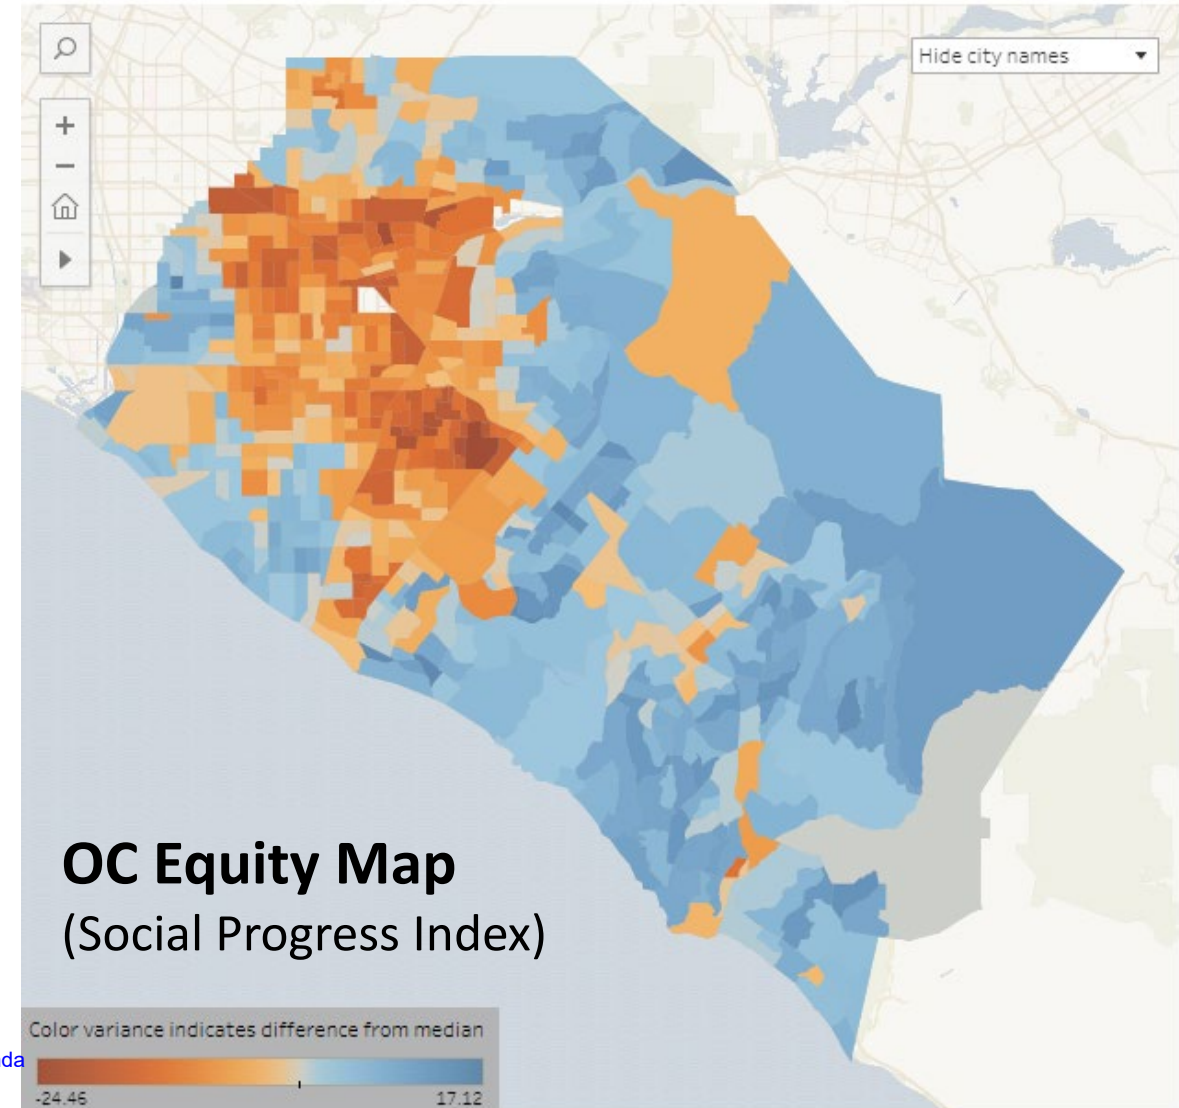 Hide city names
OC Equity Map
(Social Progress Index)
Color variance indicates difference from median
nda
-24.46 17.12